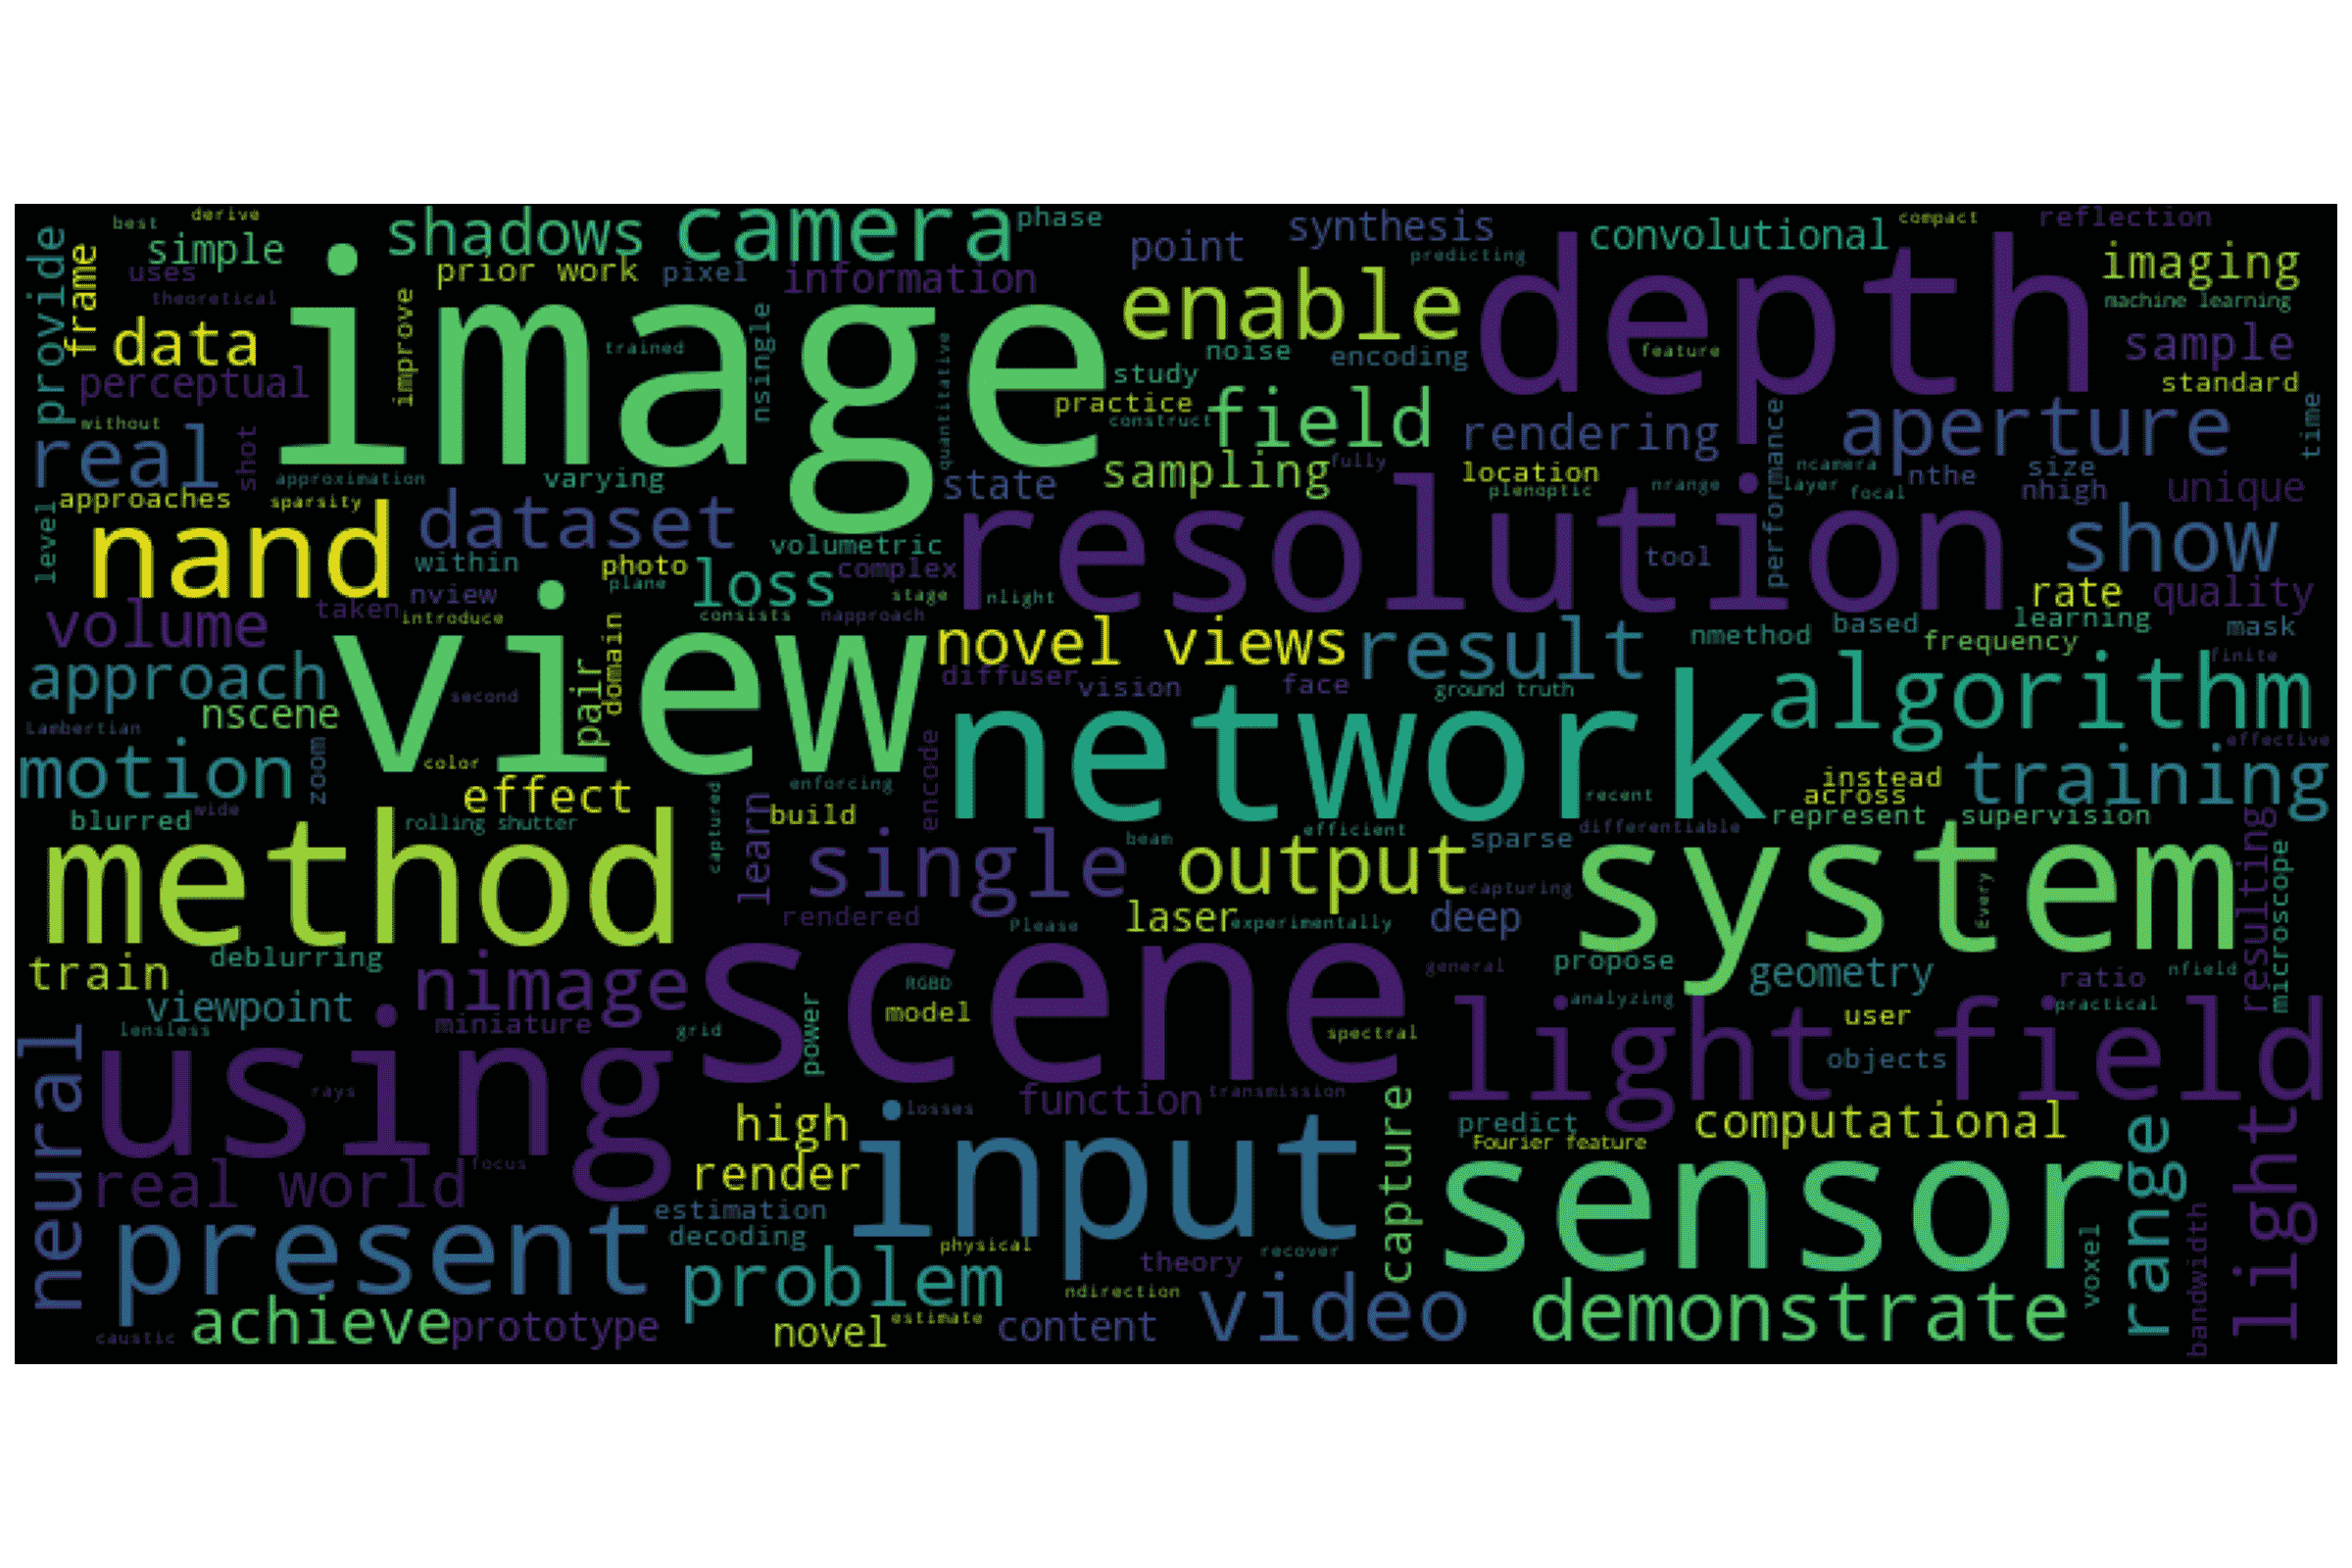 best
derive
simple
shadows
camera
phase
point
synthesis
convolutional
compact
reflection
provide
frame
uses
theoretical
prior work
pixel
information
predicting
imaging
machine learning
image
enable
depth
data
improve
trained
nsingle
quantitative
noise
encoding
feature
sample
perceptual
study
practice
construct
field
standard
without
real
shot
approximation
varying
state
sampling
fully
rendering
location
plenoptic
nrange
performance
aperture
ncamera
layer
focal
nthe
size
nhigh
time
unique
approaches
sparsity
level
nand
dataset
within
nview
photo
plane
loss
volumetric
complex
stage
resolution
nlight
tool
show
volume
taken
introduce
consists
napproach
novel views
result
nmethod
based
rate
learning
frequency
quality
mask
finite
approach
nscene
second
view
pair
domain
diffuser
vision
face
ground truth
network
algorithm
Lambertian
motion
zoom
color
effect
enforcing
encode
recent
instead
across
represent
training
effective
supervision
blurred
wide
rolling shutter
captured
learn
build
single
beam
efficient
sparse
differentiable
method
output
capturing
system
Every
resulting
microscope
rendered
Please
laser
experimentally
deep
train
deblurring
viewpoint
nimage
scene
general
propose
geometry
ratio
nfield
lensless
miniature
grid
power
RGBD
model
spectral
analyzing
light field
user
practical
objects
neural
using
rays
function
transmission
losses
high
render
input
capture
predict
Fourier feature
computational
real world
focus
present
estimation
decoding
physical
theory
recover
sensor
range
light
voxel
bandwidth
problem
ndirection
achieve
prototype
caustic
novel
estimate
content
video
demonstrate